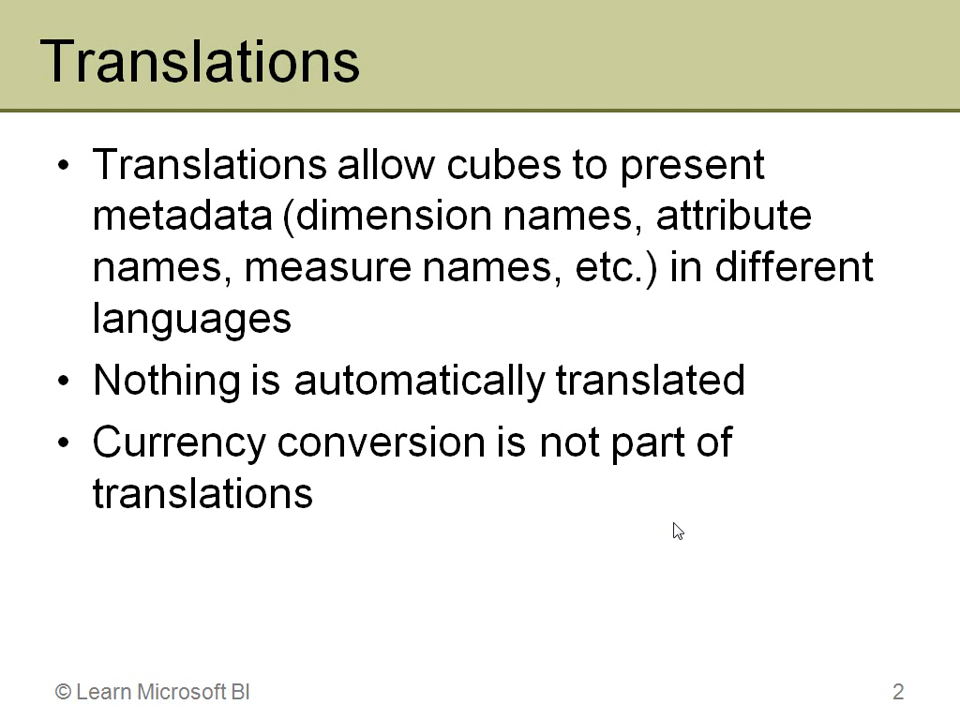 Translations
• Translations allow cubes to present
metadata (dimension names, attribute
names, measure names, etc.) in different
languages
• Nothing is automatically translated
• Currency conversion is not part of
translations
© Learn Microsoft BI
2